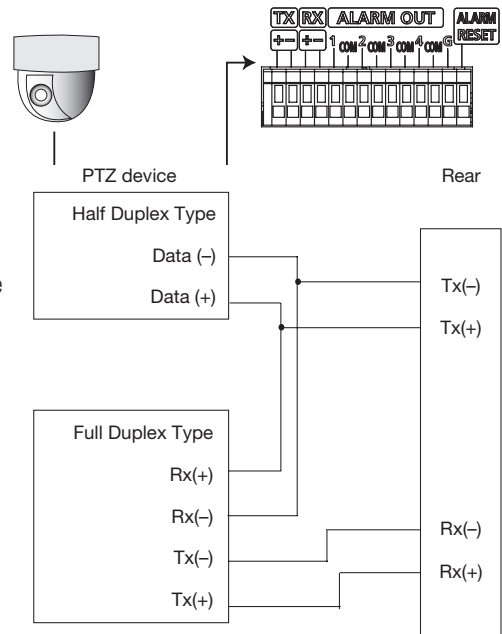 TX RX ALARM OUT ALARM RESET
+ − + − 1 COM 2 COM 3 COM 4 COM G
PTZ device
Rear
Half Duplex Type
Data (–)
Data (+)
e
Tx(–)
Tx(+)
Full Duplex Type
Rx(+)
Rx(–)
Tx(–)
Tx(+)
Rx(–)
Rx(+)